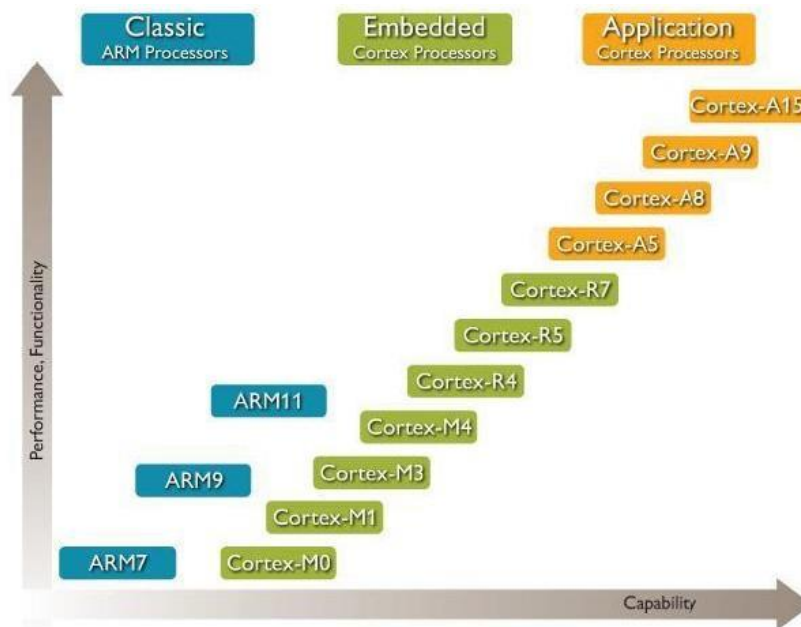 Classic
ARM Processors
Embedded
Cortex Processors
Application
Cortex Processors
Cortex-A15
Cortex-A9
Cortex-A8
Cortex-A5
Cortex-R7
Cortex-R5
Cortex-R4
ARM11
Cortex-M4
ARM9
Cortex-M3
Cortex-M1
ARM7
Cortex-M0
Performance, Functionality
Capability